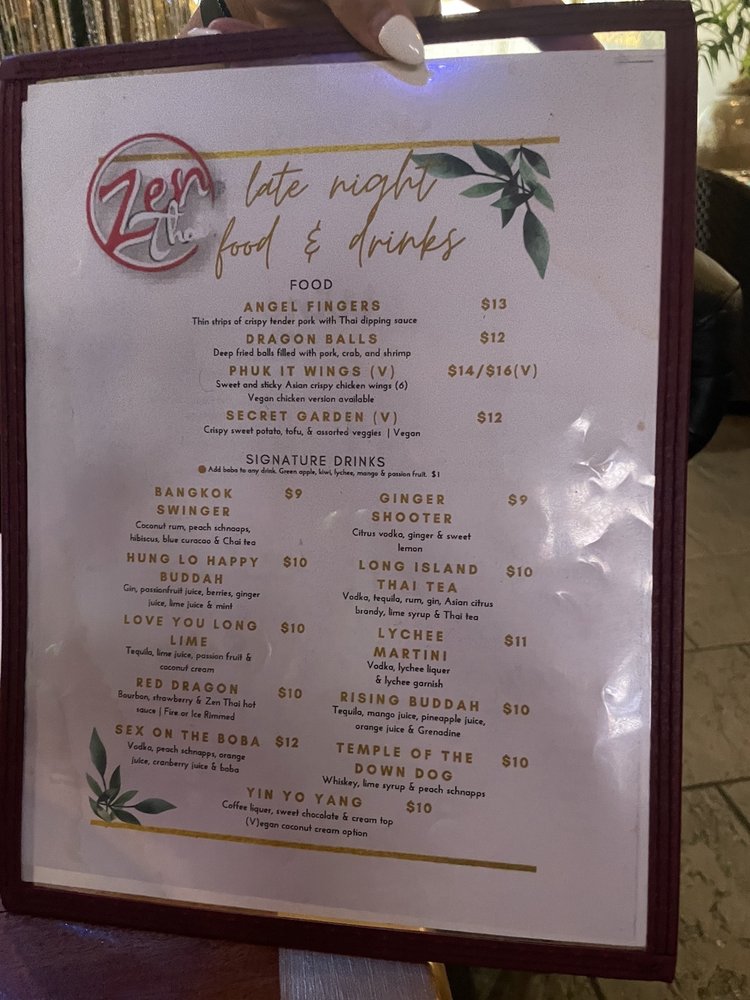 Zen
Thai
late night
food & drinks
FOOD
ANGEL FINGERS $13
Thin strips of crispy tender pork with Thai dipping sauce
DRAGON BALLS $12
Deep fried balls filled with pork, crab, and shrimp
PHUK IT WINGS (V) $14/$16(V)
Sweet and sticky Asian crispy chicken wings (6)
Vegan chicken version available
SECRET GARDEN (V) $12
Crispy sweet potato, tofu, & assorted veggies | Vegan
SIGNATURE DRINKS
Add boba to any drink. Green apple, kiwi, lychee, mango & passion fruit. $1
BANGKOK $9
SWINGER
Coconut rum, peach schnaaps,
hibiscus, blue curacao & Chai tea
HUNG LO HAPPY $10
BUDDAH
Gin, passionfruit juice, berries, ginger
juice, lime juice & mint
LOVE YOU LONG $10
LIME
Tequila, lime juice, passion fruit &
coconut cream
RED DRAGON $10
Bourbon, strawberry & Zen Thai hot
sauce | Fire or Ice Rimmed
SEX ON THE BOBA $12
Vodka, peach schnapps, orange
juice, cranberry juice & boba
GINGER $9
SHOOTER
Citrus vodka, ginger & sweet
lemon
LONG ISLAND $10
THAI TEA
Vodka, tequila, rum, gin, Asian citrus
brandy, lime syrup & Thai tea
LYCHEE $11
MARTINI
Vodka, lychee liquer
& lychee garnish
RISING BUDDAH $10
Tequila, mango juice, pineapple juice,
orange juice & Grenadine
TEMPLE OF THE $10
DOWN DOG
Whiskey, lime syrup & peach schnapps
YIN YO YANG $10
Coffee liquer, sweet chocolate & cream top
(V)egan coconut cream option